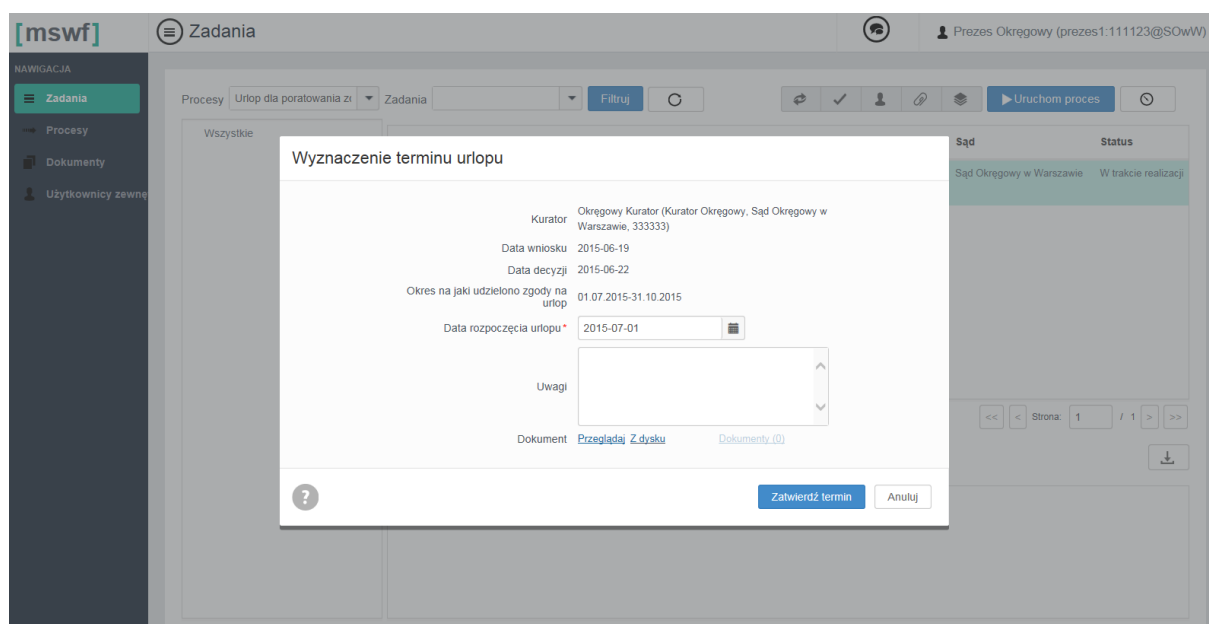 [mswf]
Zadania
Prezes Okręgowy (prezes1:111123@SOwW)
NAWIGACJA
Zadania
Procesy
Dokumenty
Użytkownicy zewnę
Procesy Urlop dla poratowania zd Zadania Filtruj Uruchom proces
Wszystkie
Sąd Status
Sąd Okręgowy w Warszawie W trakcie realizacji
Wyznaczenie terminu urlopu
Kurator Okręgowy Kurator (Kurator Okręgowy, Sąd Okręgowy w
Warszawie, 333333)
Data wniosku 2015-06-19
Data decyzji 2015-06-22
Okres na jaki udzielono zgody na
urlop 01.07.2015-31.10.2015
Data rozpoczęcia urlopu* 2015-07-01
Uwagi
Dokument Przeglądaj Z dysku Dokumenty (0)
? Zatwierdź termin Anuluj
<< < Strona: 1 / 1 > >>